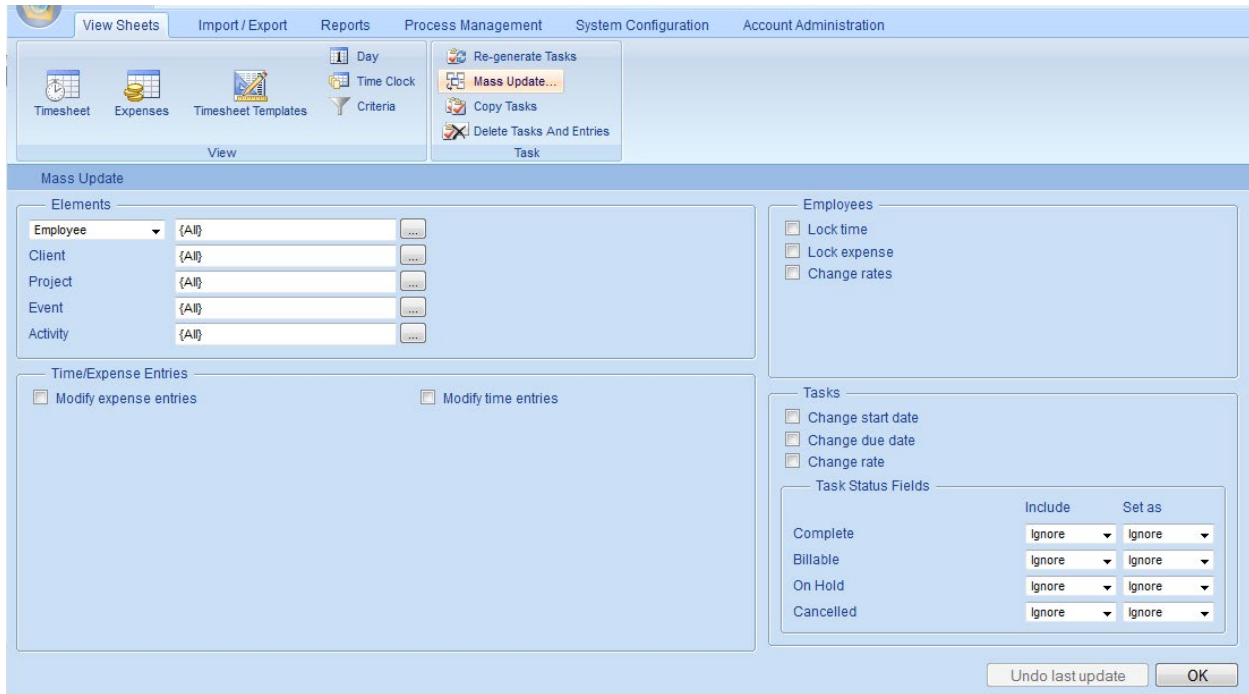 View Sheets Import / Export Reports Process Management System Configuration Account Administration
Timesheet Expenses Timesheet Templates
Day
Time Clock
Criteria
View
Re-generate Tasks
Mass Update...
Copy Tasks
Delete Tasks And Entries
Task
Mass Update
Elements
Employee {All} ...
Client {All} ...
Project {All} ...
Event {All} ...
Activity {All} ...
Time/Expense Entries
Modify expense entries Modify time entries
Employees
Lock time
Lock expense
Change rates
Tasks
Change start date
Change due date
Change rate
Task Status Fields
Include Set as
Complete Ignore Ignore
Billable Ignore Ignore
On Hold Ignore Ignore
Cancelled Ignore Ignore
Undo last update OK